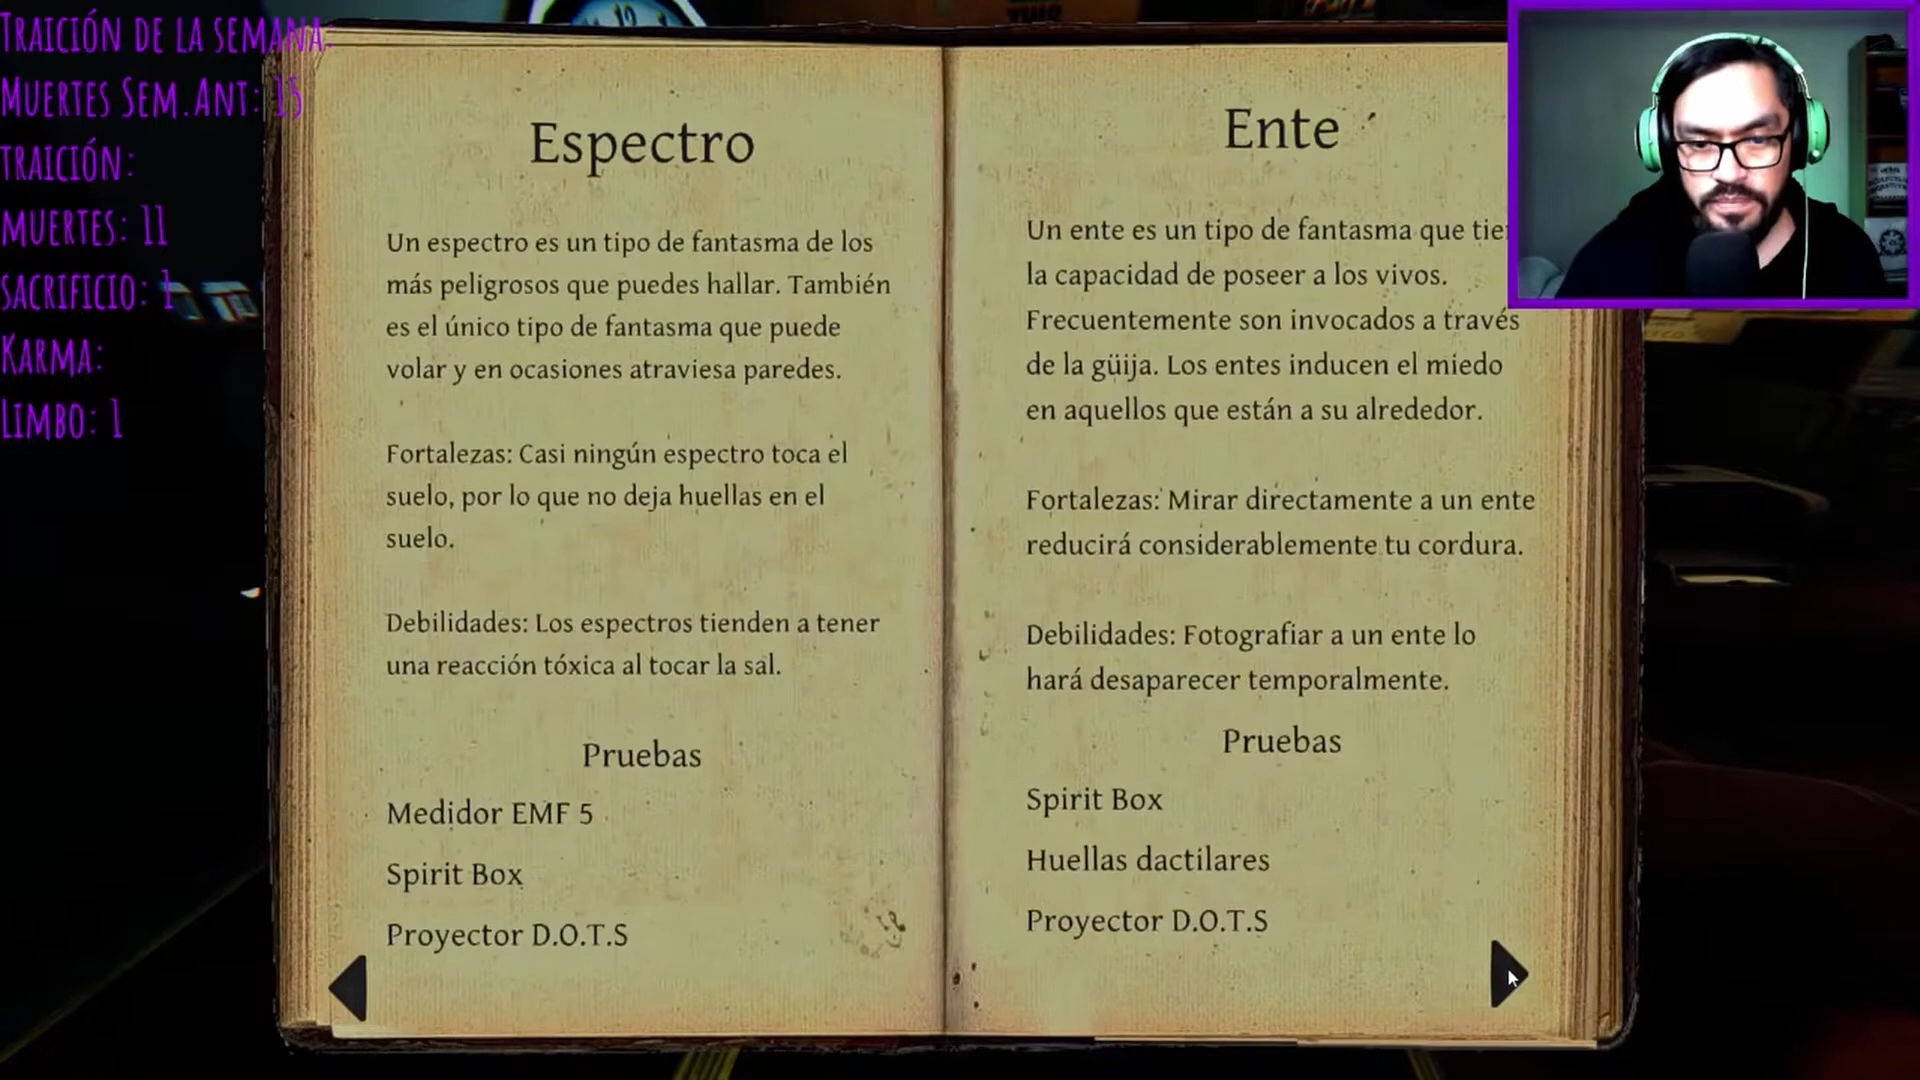 TRAICIÓN DE LA SEMANA:
MUERTES SEM.ANT: 15
TRAICIÓN:
MUERTES: 11
SACRIFICIO: 1
KARMA:
LIMBO: 1
Espectro
Un espectro es un tipo de fantasma de los
más peligrosos que puedes hallar. También
es el único tipo de fantasma que puede
volar y en ocasiones atraviesa paredes.
Fortalezas: Casi ningún espectro toca el
suelo, por lo que no deja huellas en el
suelo.
Debilidades: Los espectros tienden a tener
una reacción tóxica al tocar la sal.
Pruebas
Medidor EMF 5
Spirit Box
Proyector D.O.T.S
Ente
Un ente es un tipo de fantasma que
la capacidad de poseer a los vivos.
Frecuentemente son invocados a través
de la güija. Los entes inducen el miedo
en aquellos que están a su alrededor.
Fortalezas: Mirar directamente a un ente
reducirá considerablemente tu cordura.
Debilidades: Fotografiar a un ente lo
hará desaparecer temporalmente.
Pruebas
Spirit Box
Huellas dactilares
Proyector D.O.T.S